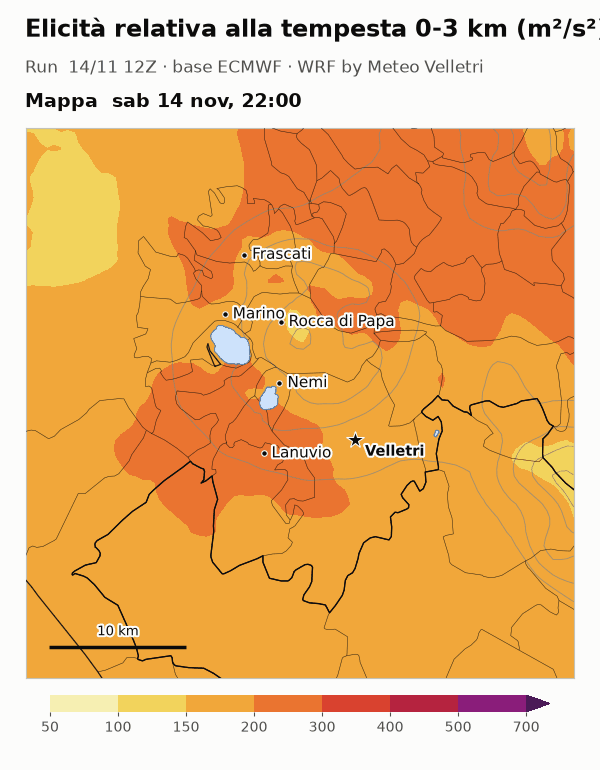 Elicità relativa alla tempesta 0-3 km (m²/s²)
Run 14/11 12Z · base ECMWF · WRF by Meteo Velletri
Mappa sab 14 nov, 22:00
Frascati
Marino
Rocca di Papa
Nemi
Velletri
Lanuvio
10 km
50 100 150 200 300 400 500 700